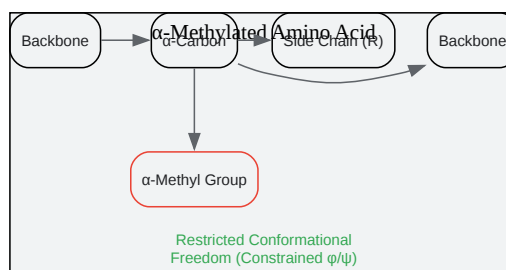 α-Methylated Amino Acid
Backbone
α-Carbon
Side Chain (R)
Backbone
α-Methyl Group
Restricted Conformational
Freedom (Constrained φ/ψ)